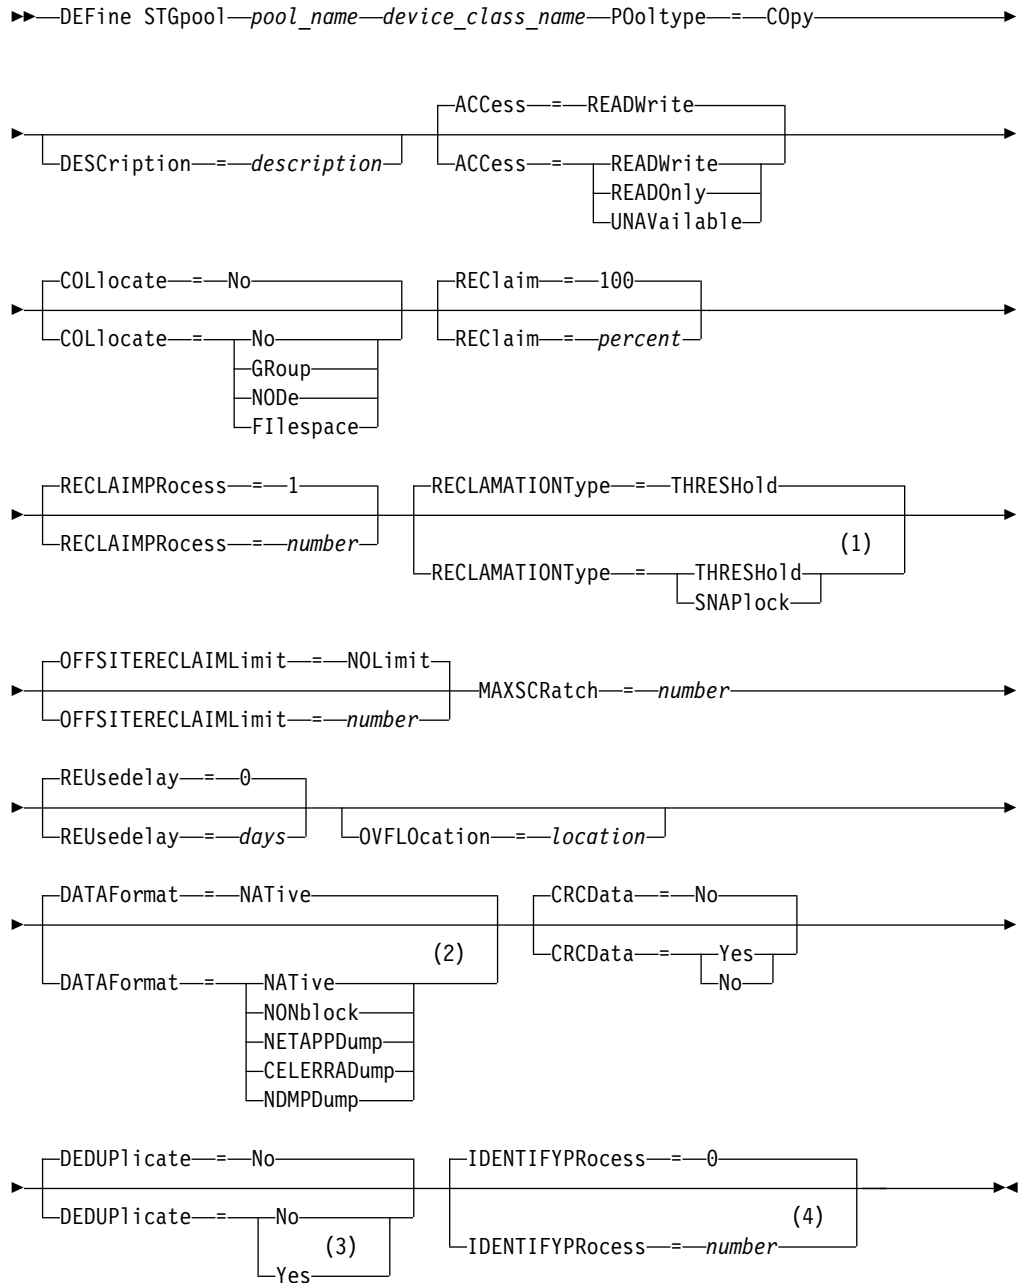 DEFine STGpool pool_name device_class_name POoltype = COpy
ACCess = READWrite
DESCription = description
ACCess = READWrite
READOnly
UNAVailable
COLlocate = No
REClaim = 100
COLlocate = No
REClaim = percent
GRoup
NODe
FIlespace
RECLAIMPRocess = 1
RECLAMATIONType = THRESHold
RECLAIMPRocess = number
(1)
RECLAMATIONType = THRESHold
SNAPlock
OFFSITERECLAIMLimit = NOLimit
MAXSCRatch = number
OFFSITERECLAIMLimit = number
REUsedelay = 0
REUsedelay = days
OVFLOcation = location
DATAFormat = NATive
CRCData = No
(2)
CRCData = Yes
DATAFormat = NATive
No
NONblock
NETAPPDump
CELERRADump
NDMPDump
DEDUPlicate = No
IDENTIFYPRocess = 0
DEDUPlicate = No
(4)
(3)
IDENTIFYPRocess = number
Yes